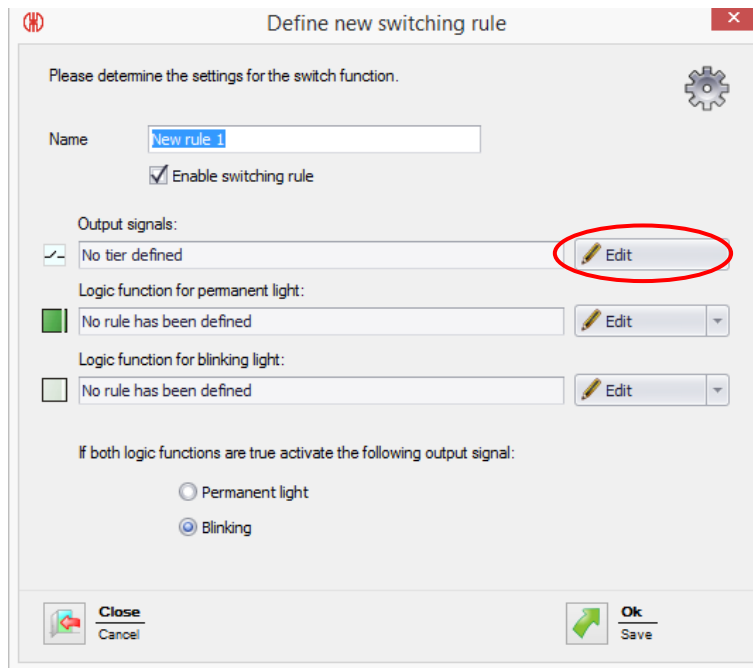 Define new switching rule
Please determine the settings for the switch function.
Name New rule 1
Enable switching rule
Output signals:
No tier defined Edit
Logic function for permanent light:
No rule has been defined Edit
Logic function for blinking light:
No rule has been defined Edit
If both logic functions are true activate the following output signal:
Permanent light
Blinking
Close Ok
Cancel Save